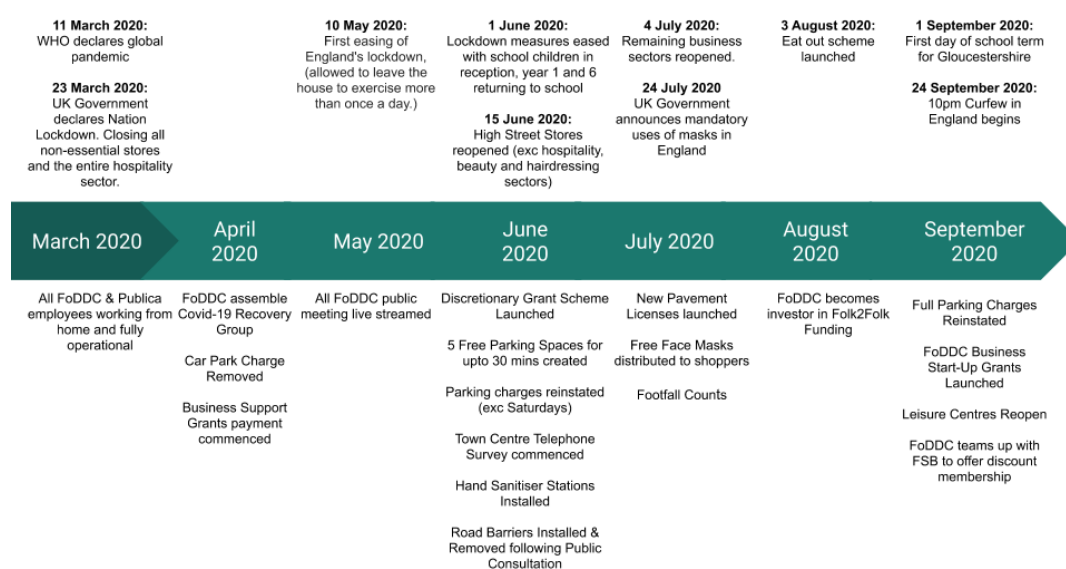 11 March 2020:
WHO declares global
pandemic
23 March 2020:
UK Government
declares Nation
Lockdown. Closing all
non-essential stores
and the entire hospitality
sector.
10 May 2020:
First easing of
England's lockdown,
(allowed to leave the
house to exercise more
than once a day.)
1 June 2020:
Lockdown measures eased
with school children in
reception, year 1 and 6
returning to school
15 June 2020:
High Street Stores
reopened (exc hospitality,
beauty and hairdressing
sectors)
4 July 2020:
Remaining business
sectors reopened.
24 July 2020
UK Government
announces mandatory
uses of masks in
England
3 August 2020:
Eat out scheme
launched
1 September 2020:
First day of school term
for Gloucestershire
24 September 2020:
10pm Curfew in
England begins
March 2020
April
2020
May 2020
June
2020
July 2020
August
2020
September
2020
All FoDDC & Publica
employees working from
home and fully
operational
FoDDC assemble
Covid-19 Recovery
Group
Car Park Charge
Removed
Business Support
Grants payment
commenced
All FoDDC public
meeting live streamed
Discretionary Grant Scheme
Launched
5 Free Parking Spaces for
upto 30 mins created
Parking charges reinstated
(exc Saturdays)
Town Centre Telephone
Survey commenced
Hand Sanitiser Stations
Installed
Road Barriers Installed &
Removed following Public
Consultation
New Pavement
Licenses launched
Free Face Masks
distributed to shoppers
Footfall Counts
FoDDC becomes
investor in Folk2Folk
Funding
Full Parking Charges
Reinstated
FoDDC Business
Start-Up Grants
Launched
Leisure Centres Reopen
FoDDC teams up with
FSB to offer discount
membership